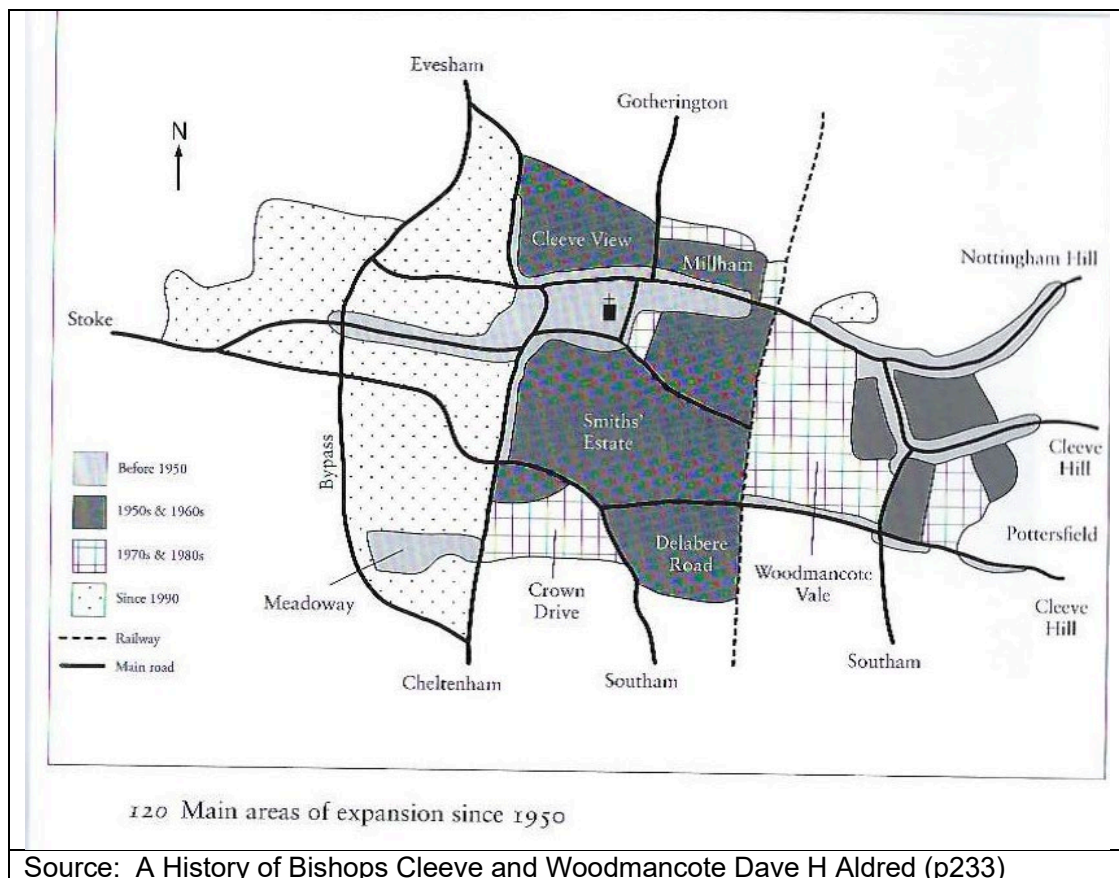 Evesham
Gotherington
N
Cleeve View
Millham
Nottingham Hill
Stoke
Smiths'
Estate
Cleeve
Hill
Before 1950
1950s & 1960s
1970s & 1980s
Since 1990
Railway
Main road
Bypass
Pottersfield
Delabere
Road
Meadoway
Crown
Drive
Woodmancote
Vale
Cleeve
Hill
Cheltenham
Southam
Southam
120 Main areas of expansion since 1950
Source: A History of Bishops Cleeve and Woodmancote Dave H Aldred (p233)